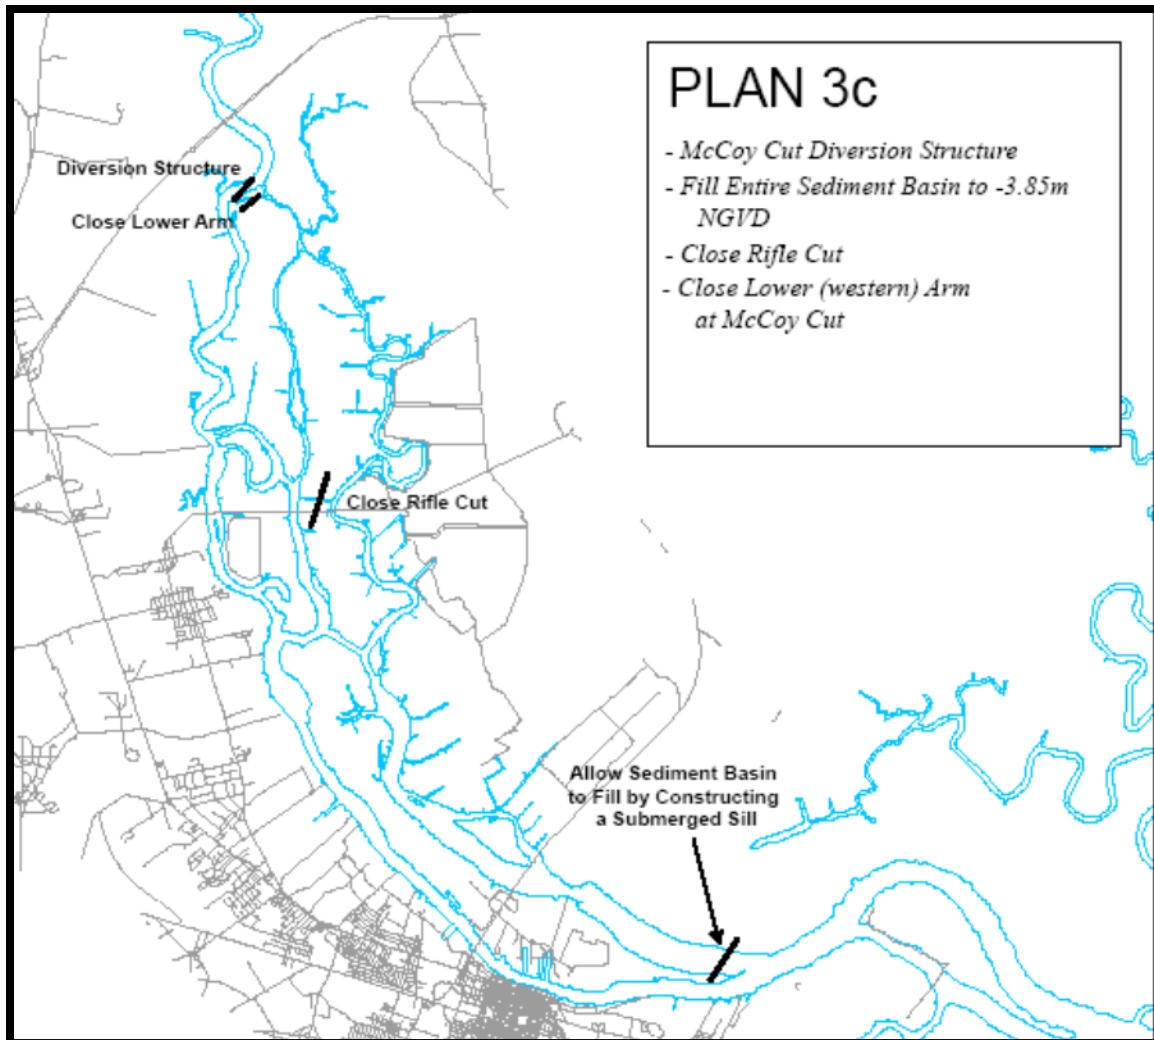 PLAN 3c
- McCoy Cut Diversion Structure
- Fill Entire Sediment Basin to -3.85m
NGVD
- Close Rifle Cut
- Close Lower (western) Arm
at McCoy Cut
Diversion Structure
Close Lower Arm
Close Rifle Cut
Allow Sediment Basin
to Fill by Constructing
a Submerged Sill